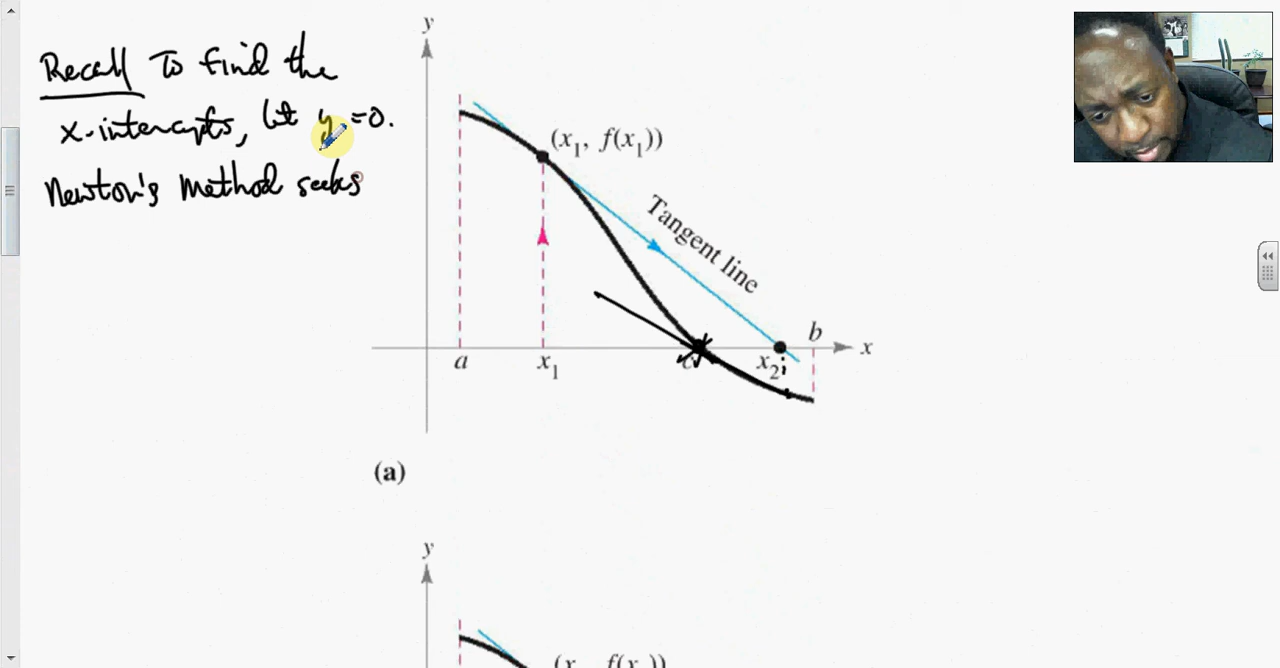 Recall To find the
x-intercepts, let y=0.
Newton's method seeks
y
(x₁, f(x₁))
Tangent line
b
x
a
x₁
c
x₂
(a)
y